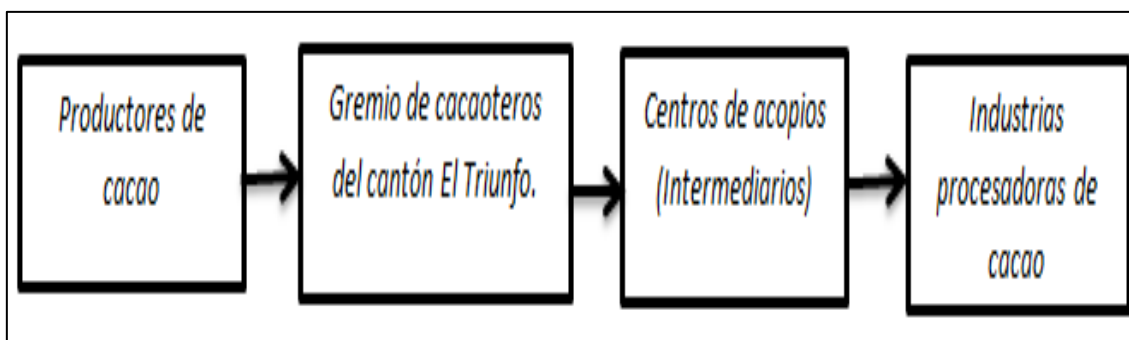 Productores de
cacao
Gremio de cacaoteros
del cantón El Triunfo.
Centros de acopios
(Intermediarios)
Industrias
procesadoras de
cacao